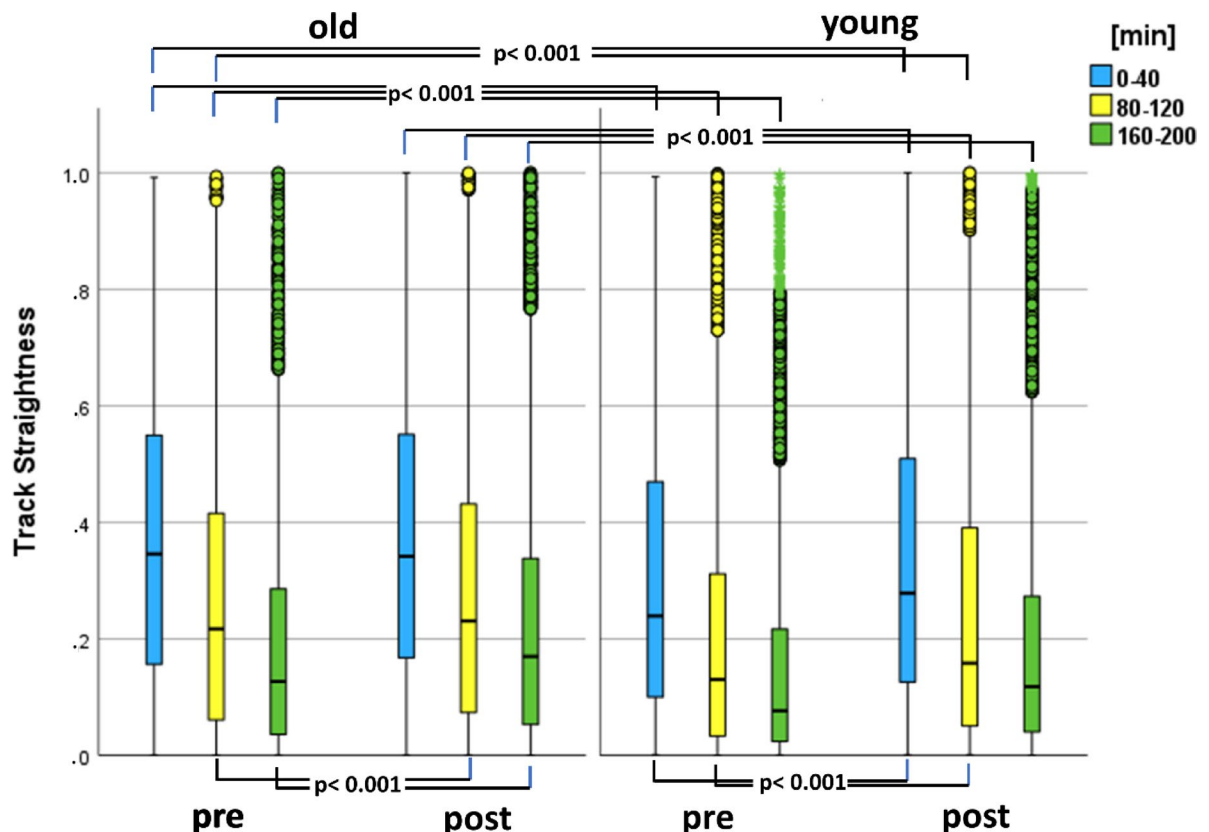 old
young
[min]
p< 0.001
0-40
p< 0.001
80-120
p< 0.001
160-200
1.0
.8
.6
.4
.2
.0
Track Straightness
p< 0.001
p< 0.001
pre
post
pre
post